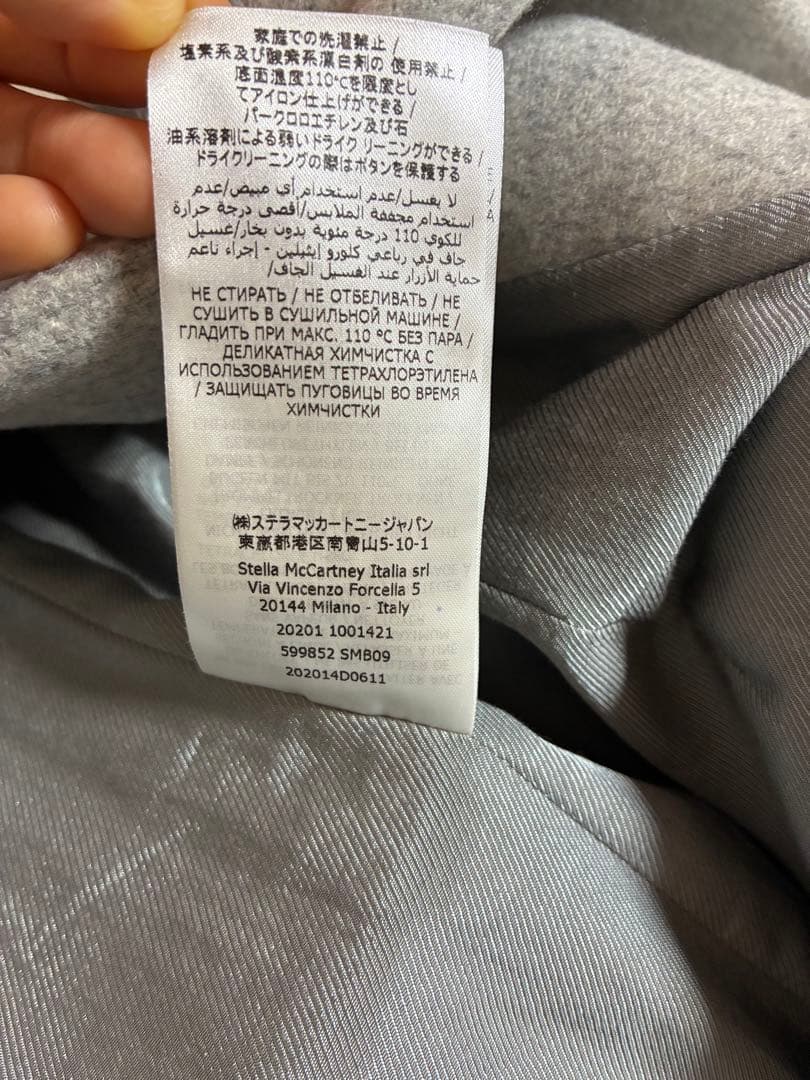 家庭での洗濯禁止 /
塩素系及び酸素系漂白剤の 使用禁止 /
底面温度110℃を限度とし
てアイロン仕上げができる /
パークロロエチレン及び石
油系溶剤による弱いドライク リーニングができる /
ドライクリーニングの際はボタンを保護する
لا يغسل/عدم استخدام أي مبيض/عدم
استخدام مجففة الملابس/أقصى درجة حرارة
للكوي 110 درجة مئوية بدون بخار/غسيل
جاف في رباعي كلورو إيثيلين - إجراء ناعم
/حماية الأزرار عند الغسيل الجاف
НЕ СТИРАТЬ / НЕ ОТБЕЛИВАТЬ / НЕ
СУШИТЬ В СУШИЛЬНОЙ МАШИНЕ /
ГЛАДИТЬ ПРИ МАКС. 110 °C БЕЗ ПАРА /
ДЕЛИКАТНАЯ ХИМЧИСТКА С
ИСПОЛЬЗОВАНИЕМ ТЕТРАХЛОРЭТИЛЕНА
/ ЗАЩИЩАТЬ ПУГОВИЦЫ ВО ВРЕМЯ
ХИМЧИСТКИ
㈱ステラマッカートニージャパン
東京都港区南青山5-10-1
Stella McCartney Italia srl
Via Vincenzo Forcella 5
20144 Milano - Italy
20201 1001421
599852 SMB09
202014D0611